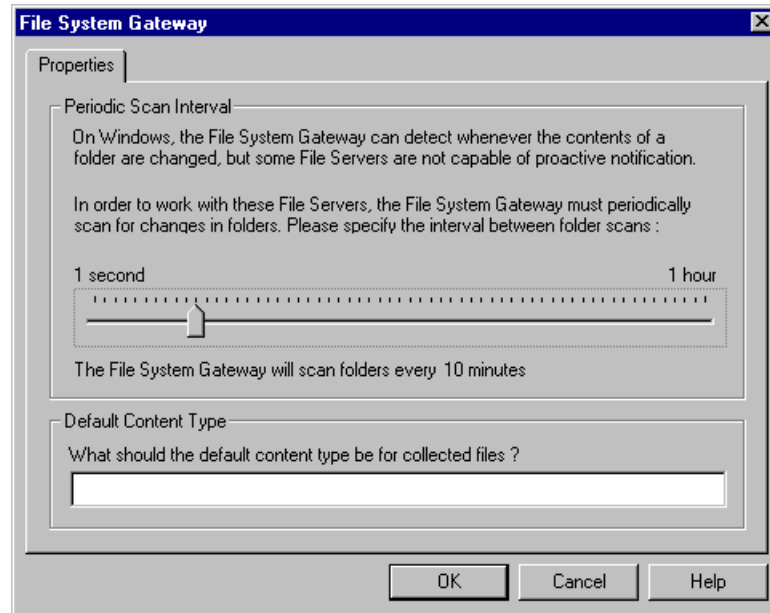 File System Gateway
Properties
Periodic Scan Interval
On Windows, the File System Gateway can detect whenever the contents of a
folder are changed, but some File Servers are not capable of proactive notification.
In order to work with these File Servers, the File System Gateway must periodically
scan for changes in folders. Please specify the interval between folder scans :
1 second 1 hour
The File System Gateway will scan folders every 10 minutes
Default Content Type
What should the default content type be for collected files ?
OK Cancel Help